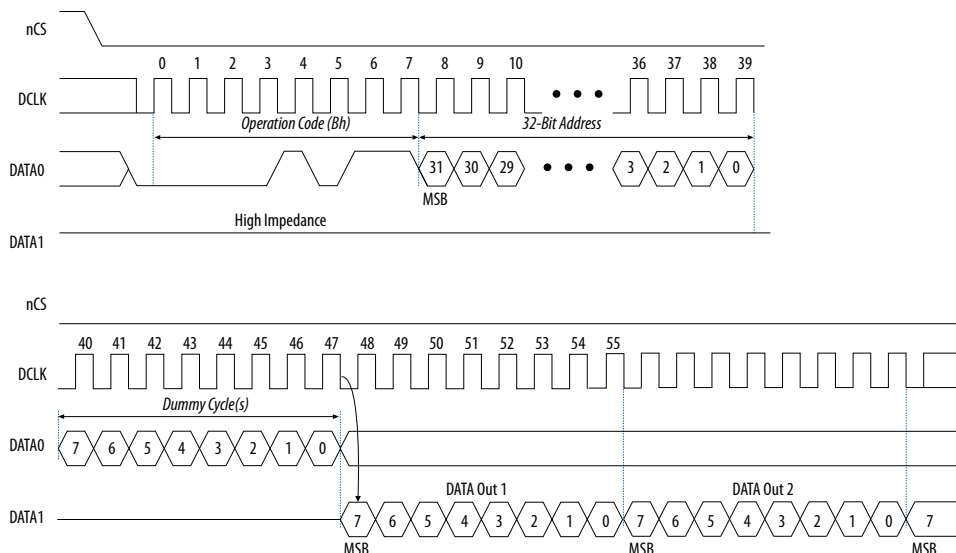 nCS
0 1 2 3 4 5 6 7 8 9 10 36 37 38 39
DCLK
Operation Code (Bh) 32-Bit Address
DATA0 31 30 29 3 2 1 0
MSB
High Impedance
DATA1
nCS
40 41 42 43 44 45 46 47 48 49 50 51 52 53 54 55
DCLK
Dummy Cycle(s)
DATA0 7 6 5 4 3 2 1 0
DATA Out 1 DATA Out 2
DATA1 7 6 5 4 3 2 1 0 7 6 5 4 3 2 1 0 7
MSB MSB MSB